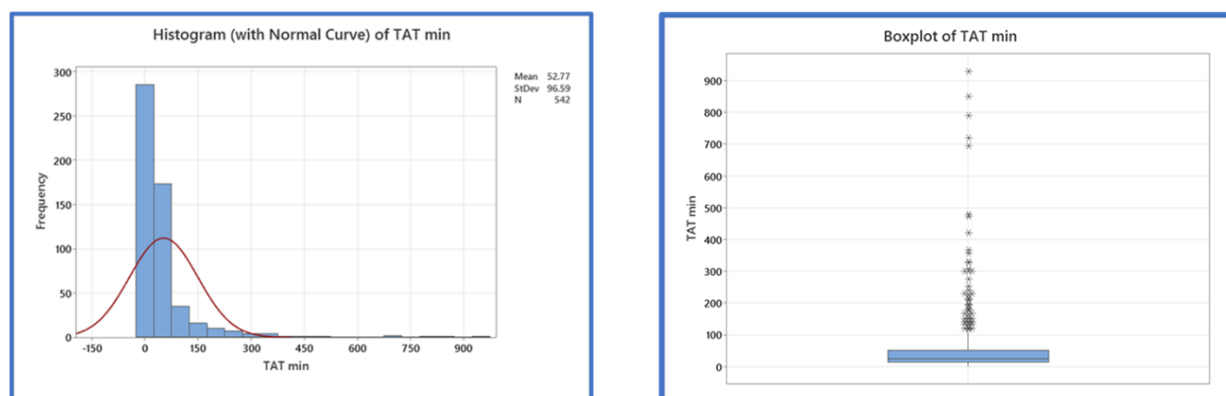 Histogram (with Normal Curve) of TAT min
Mean 52.77
StDev 96.59
N 542
300
250
200
150
100
50
0
Frequency
-150 0 150 300 450 600 750 900
TAT min
Boxplot of TAT min
900
800
700
600
500
400
300
200
100
0
TAT min